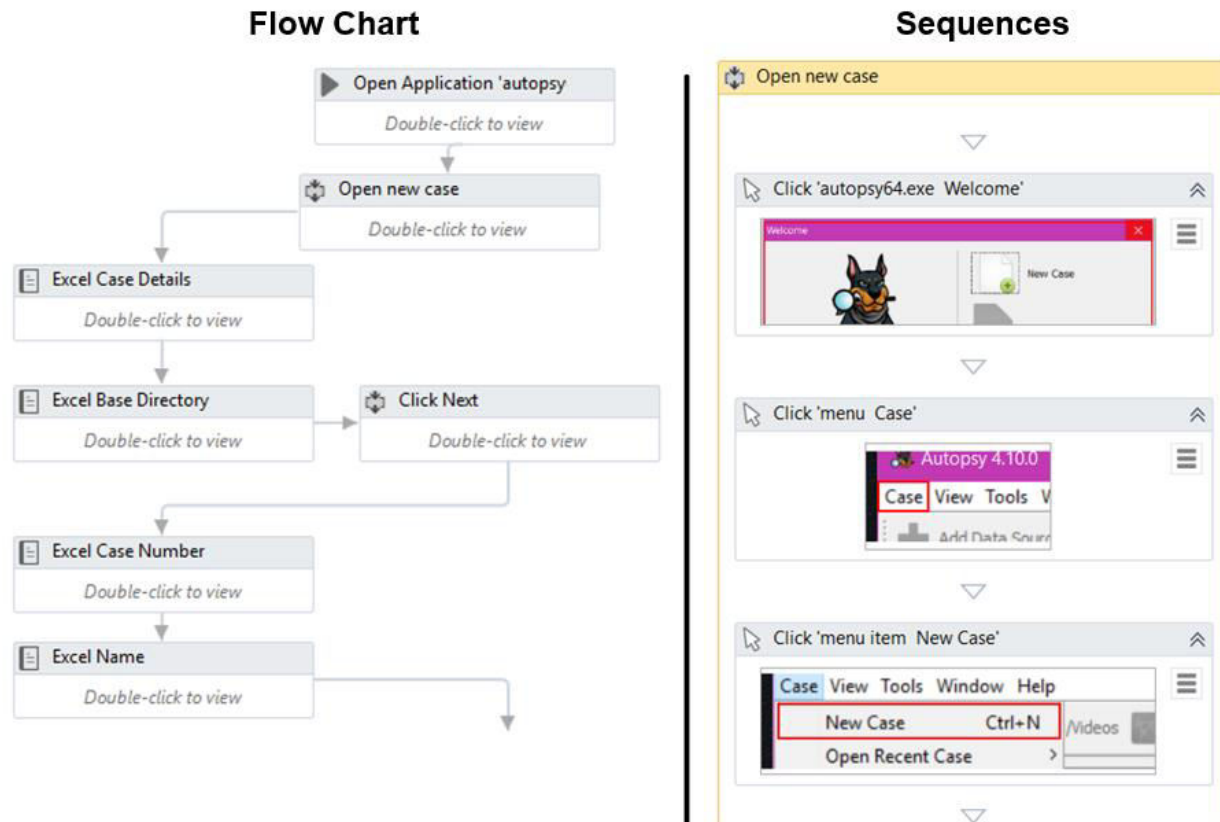 Flow Chart
Open Application 'autopsy
Double-click to view
Open new case
Double-click to view
Excel Case Details
Double-click to view
Excel Base Directory
Double-click to view
Click Next
Double-click to view
Excel Case Number
Double-click to view
Excel Name
Double-click to view
Sequences
Open new case
Click 'autopsy64.exe Welcome'
Welcome
New Case
Click 'menu Case'
Autopsy 4.10.0
Case View Tools W
Add Data Sour
Click 'menu item New Case'
Case View Tools Window Help
New Case Ctrl+N
/Videos
Open Recent Case >